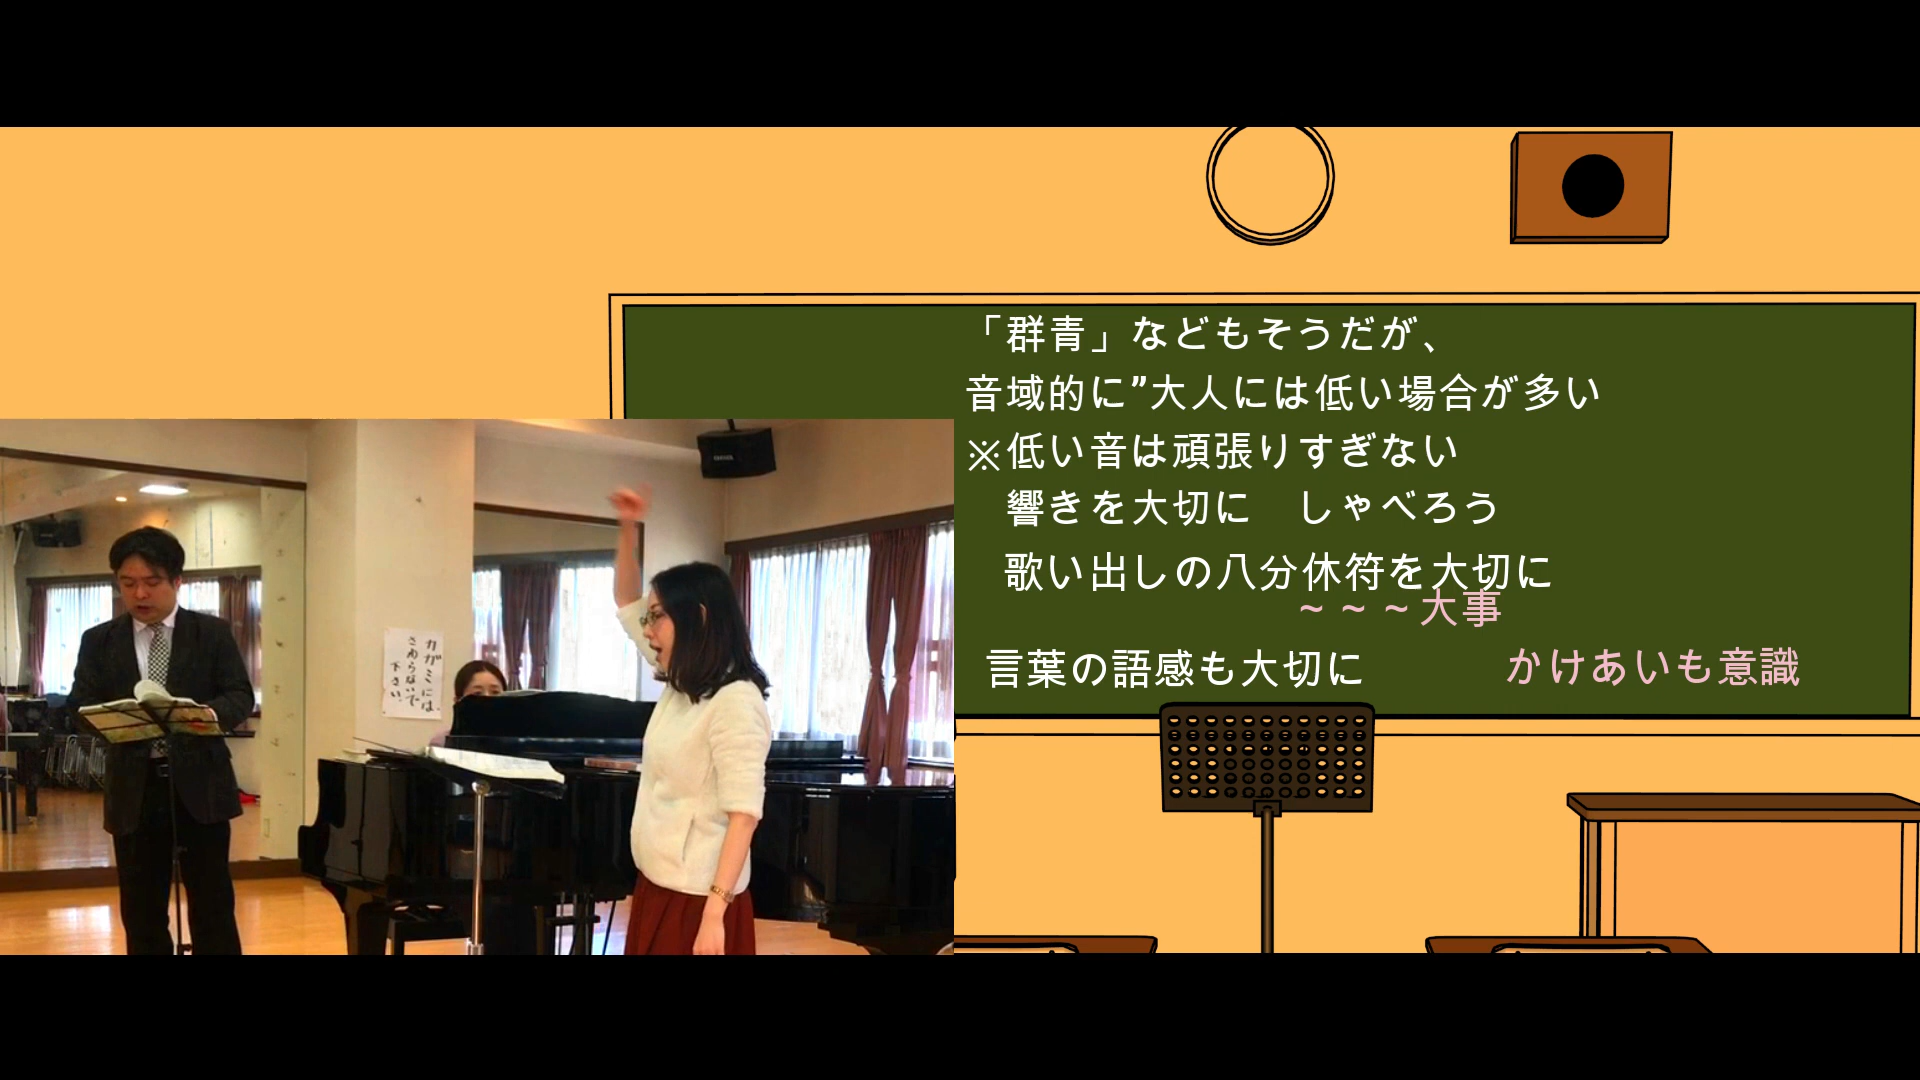 「群青」などもそうだが、
音域的に”大人には低い場合が多い
※低い音は頑張りすぎない
響きを大切に　しゃべろう
歌い出しの八分休符を大切に
～～～大事
言葉の語感も大切に
かけあいも意識
カガミには
さわらないで
下さい。